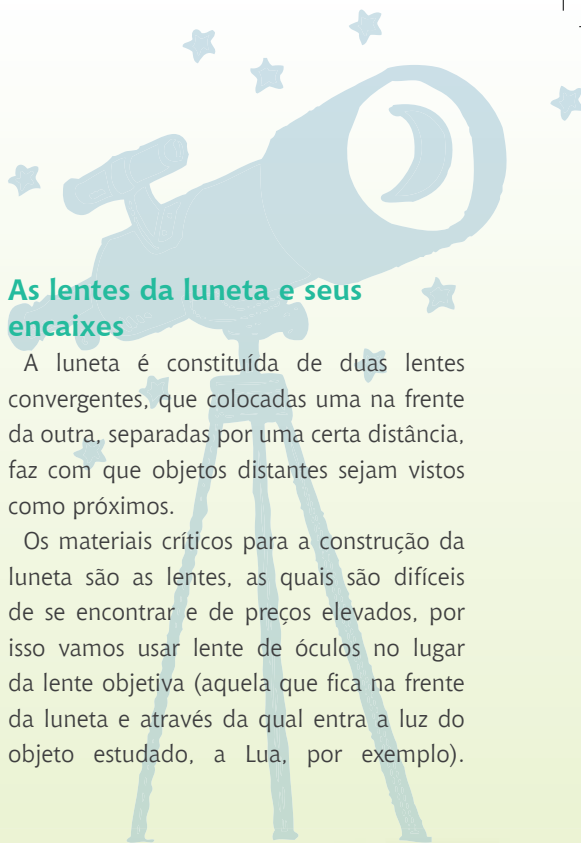 As lentes da luneta e seus
encaixes
A luneta é constituída de duas lentes
convergentes, que colocadas uma na frente
da outra, separadas por uma certa distância,
faz com que objetos distantes sejam vistos
como próximos.
Os materiais críticos para a construção da
luneta são as lentes, as quais são difíceis
de se encontrar e de preços elevados, por
isso vamos usar lente de óculos no lugar
da lente objetiva (aquela que fica na frente
da luneta e através da qual entra a luz do
objeto estudado, a Lua, por exemplo).